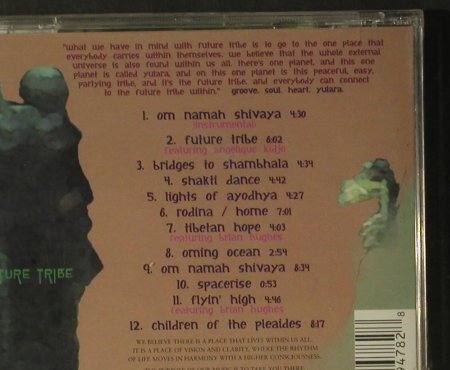 "what we have in mind with future tribe is to go to the one place that
everybody carries within themselves. we believe that the whole external
universe is also found within us all. there's one planet, and this one
planet is called yulara, and on this one planet is this peaceful, easy,
partying tribe, and it's the future tribe. and everybody can connect
to the future tribe within." groove. soul. heart. yulara.
1. om namah shivaya 4:30
(instrumental)
2. future tribe 6:02
featuring angelique kidjo
3. bridges to shambhala 4:34
4. shakti dance 4:42
5. lights of ayodhya 4:27
6. rodina / home 7:01
7. tibetan hope 4:03
featuring brian hughes
8. oming ocean 2:54
9. om namah shivaya 8:34
10. spacerise 0:53
11. flyin' high 4:46
featuring brian hughes
12. children of the pleaides 8:17
WE BELIEVE THERE IS A PLACE THAT LIVES WITHIN US ALL.
IT IS A PLACE OF VISION AND CLARITY, WHERE THE RHYTHM
OF LIFE MOVES IN HARMONY WITH A HIGHER CONSCIOUSNESS.
TURE TRIBE
94782 8